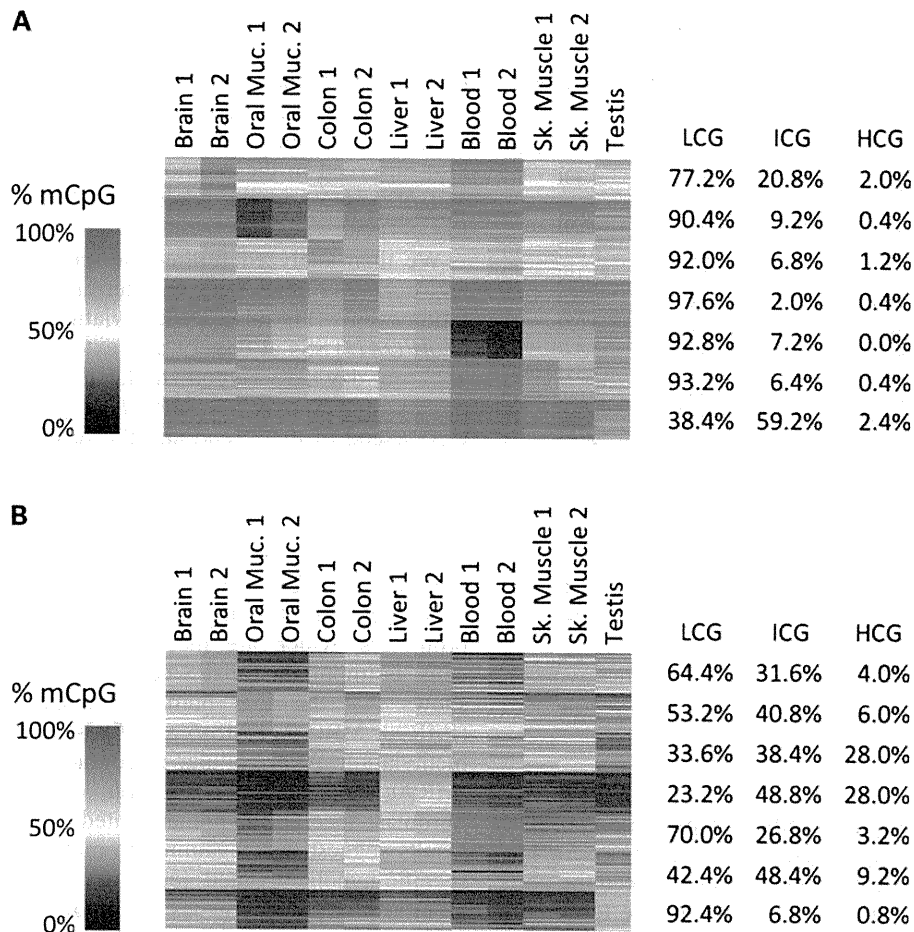 A
Brain 1
Brain 2
Oral Muc. 1
Oral Muc. 2
Colon 1
Colon 2
Liver 1
Liver 2
Blood 1
Blood 2
Sk. Muscle 1
Sk. Muscle 2
Testis
LCG ICG HCG
% mCpG
100%
50%
0%
77.2% 20.8% 2.0%
90.4% 9.2% 0.4%
92.0% 6.8% 1.2%
97.6% 2.0% 0.4%
92.8% 7.2% 0.0%
93.2% 6.4% 0.4%
38.4% 59.2% 2.4%
B
Brain 1
Brain 2
Oral Muc. 1
Oral Muc. 2
Colon 1
Colon 2
Liver 1
Liver 2
Blood 1
Blood 2
Sk. Muscle 1
Sk. Muscle 2
Testis
LCG ICG HCG
% mCpG
100%
50%
0%
64.4% 31.6% 4.0%
53.2% 40.8% 6.0%
33.6% 38.4% 28.0%
23.2% 48.8% 28.0%
70.0% 26.8% 3.2%
42.4% 48.4% 9.2%
92.4% 6.8% 0.8%